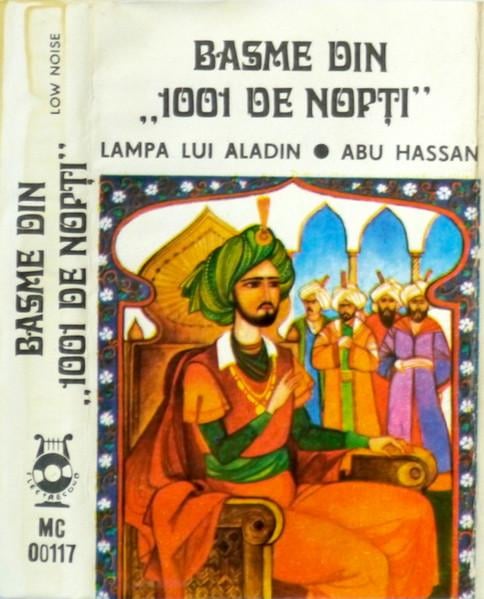 LOW NOISE
BASME DIN
„1001 DE NOPȚI”
ELECTRECORD
MC
00117
BASME DIN
„1001 DE NOPȚI”
LAMPA LUI ALADIN ● ABU HASSAN